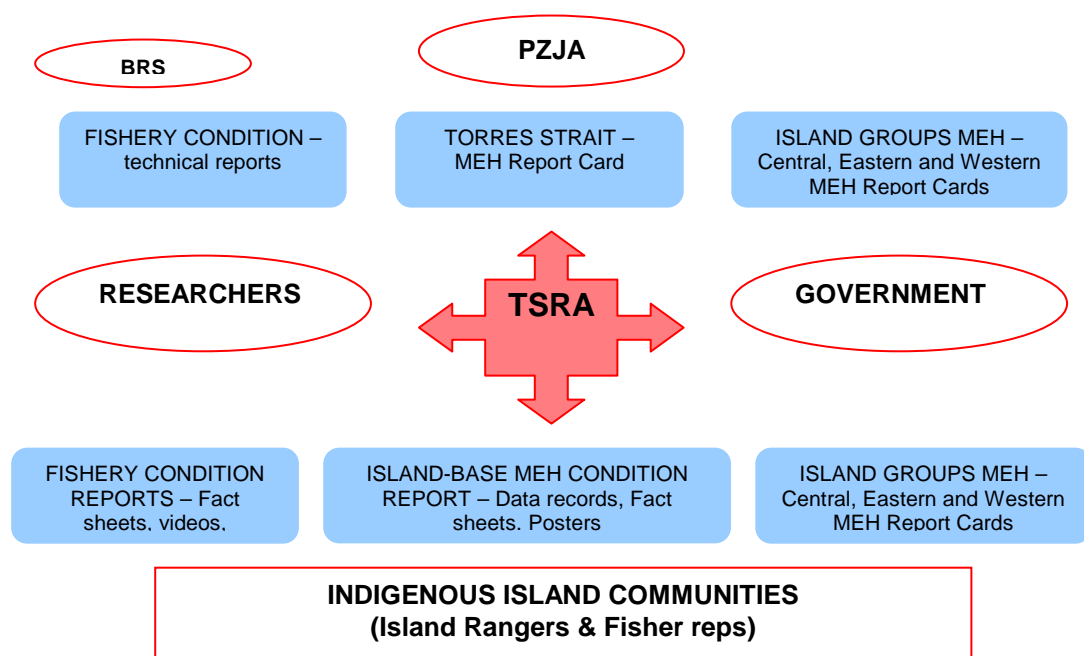 PZJA
BRS
FISHERY CONDITION –
technical reports
TORRES STRAIT –
MEH Report Card
ISLAND GROUPS MEH –
Central, Eastern and Western
MEH Report Cards
RESEARCHERS
TSRA
GOVERNMENT
FISHERY CONDITION
REPORTS – Fact
sheets, videos,
ISLAND-BASE MEH CONDITION
REPORT – Data records, Fact
sheets. Posters
ISLAND GROUPS MEH –
Central, Eastern and Western
MEH Report Cards
INDIGENOUS ISLAND COMMUNITIES
(Island Rangers & Fisher reps)